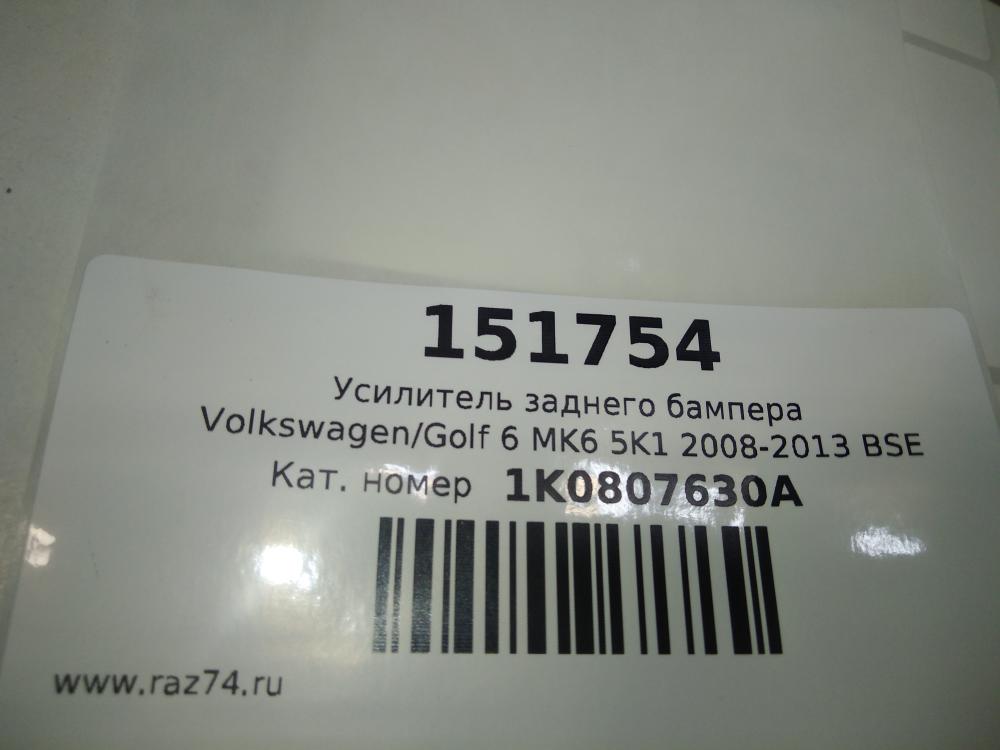 151754
Усилитель заднего бампера
Volkswagen/Golf 6 MK6 5K1 2008-2013 BSE
Кат. номер 1K0807630A
www.raz74.ru